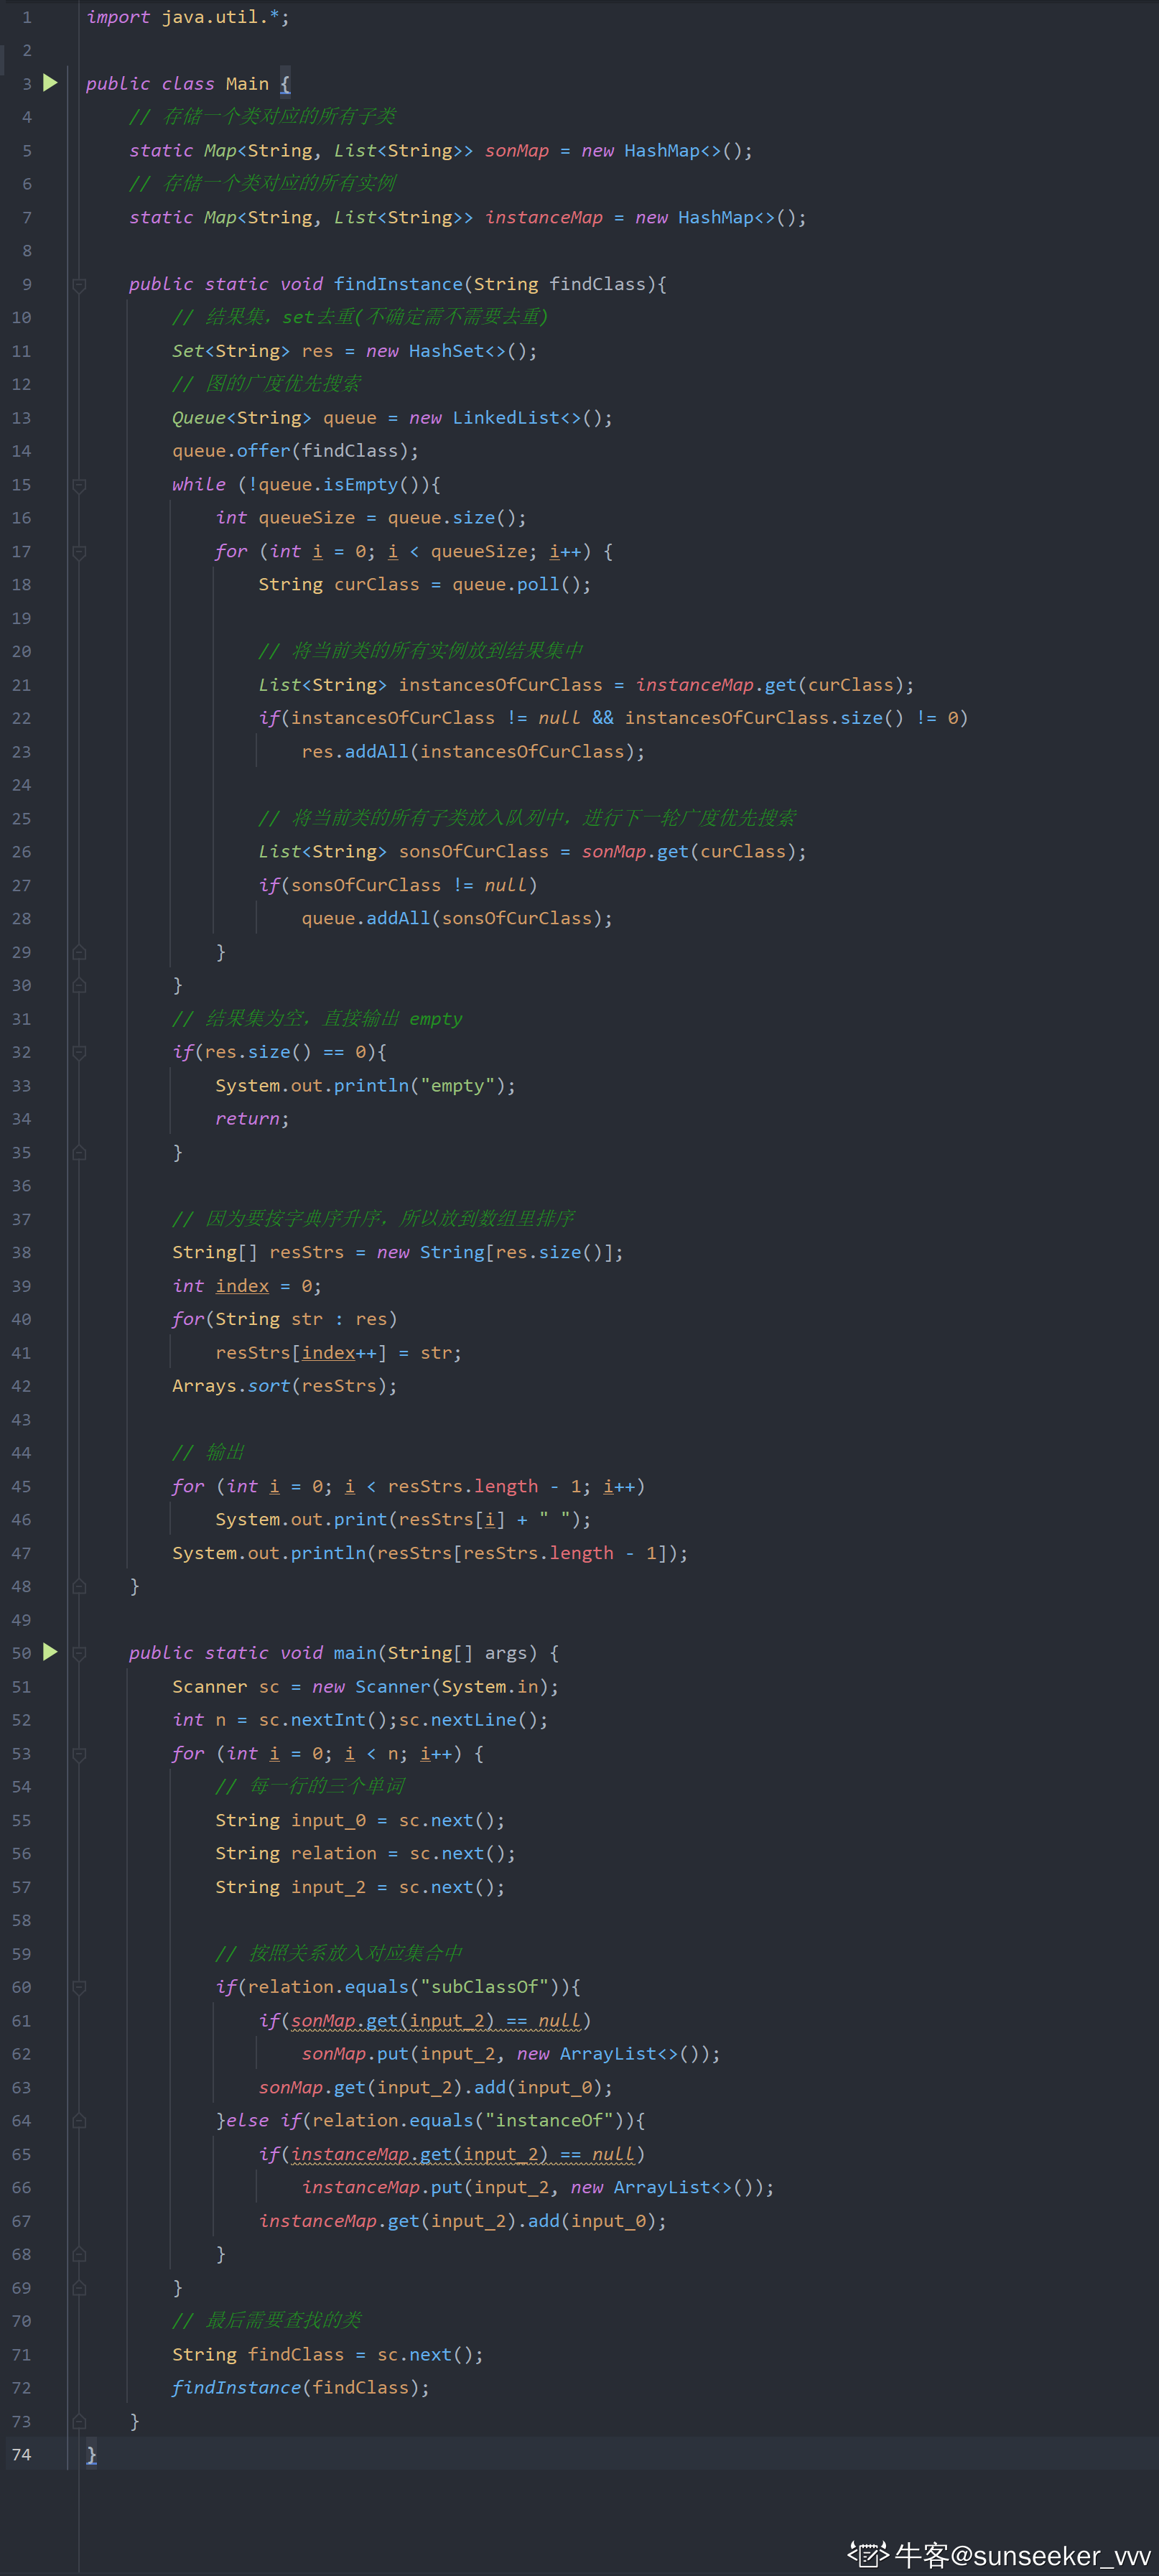 1 import java.util.*;
2
3 public class Main {
4 // 存储一个类对应的所有子类
5 static Map<String, List<String>> sonMap = new HashMap<>();
6 // 存储一个类对应的所有实例
7 static Map<String, List<String>> instanceMap = new HashMap<>();
8
9 public static void findInstance(String findClass){
10 // 结果集，set去重(不确定需不需要去重)
11 Set<String> res = new HashSet<>();
12 // 图的广度优先搜索
13 Queue<String> queue = new LinkedList<>();
14 queue.offer(findClass);
15 while (!queue.isEmpty()){
16 int queueSize = queue.size();
17 for (int i = 0; i < queueSize; i++) {
18 String curClass = queue.poll();
19
20 // 将当前类的所有实例放到结果集中
21 List<String> instancesOfCurClass = instanceMap.get(curClass);
22 if(instancesOfCurClass != null && instancesOfCurClass.size() != 0)
23 res.addAll(instancesOfCurClass);
24
25 // 将当前类的所有子类放入队列中，进行下一轮广度优先搜索
26 List<String> sonsOfCurClass = sonMap.get(curClass);
27 if(sonsOfCurClass != null)
28 queue.addAll(sonsOfCurClass);
29 }
30 }
31 // 结果集为空，直接输出 empty
32 if(res.size() == 0){
33 System.out.println("empty");
34 return;
35 }
36
37 // 因为要按字典序升序，所以放到数组里排序
38 String[] resStrs = new String[res.size()];
39 int index = 0;
40 for(String str : res)
41 resStrs[index++] = str;
42 Arrays.sort(resStrs);
43
44 // 输出
45 for (int i = 0; i < resStrs.length - 1; i++)
46 System.out.print(resStrs[i] + " ");
47 System.out.println(resStrs[resStrs.length - 1]);
48 }
49
50 public static void main(String[] args) {
51 Scanner sc = new Scanner(System.in);
52 int n = sc.nextInt();sc.nextLine();
53 for (int i = 0; i < n; i++) {
54 // 每一行的三个单词
55 String input_0 = sc.next();
56 String relation = sc.next();
57 String input_2 = sc.next();
58
59 // 按照关系放入对应集合中
60 if(relation.equals("subClassOf")){
61 if(sonMap.get(input_2) == null)
62 sonMap.put(input_2, new ArrayList<>());
63 sonMap.get(input_2).add(input_0);
64 }else if(relation.equals("instanceOf")){
65 if(instanceMap.get(input_2) == null)
66 instanceMap.put(input_2, new ArrayList<>());
67 instanceMap.get(input_2).add(input_0);
68 }
69 }
70 // 最后需要查找的类
71 String findClass = sc.next();
72 findInstance(findClass);
73 }
74 }
牛客@sunseeker_vvv